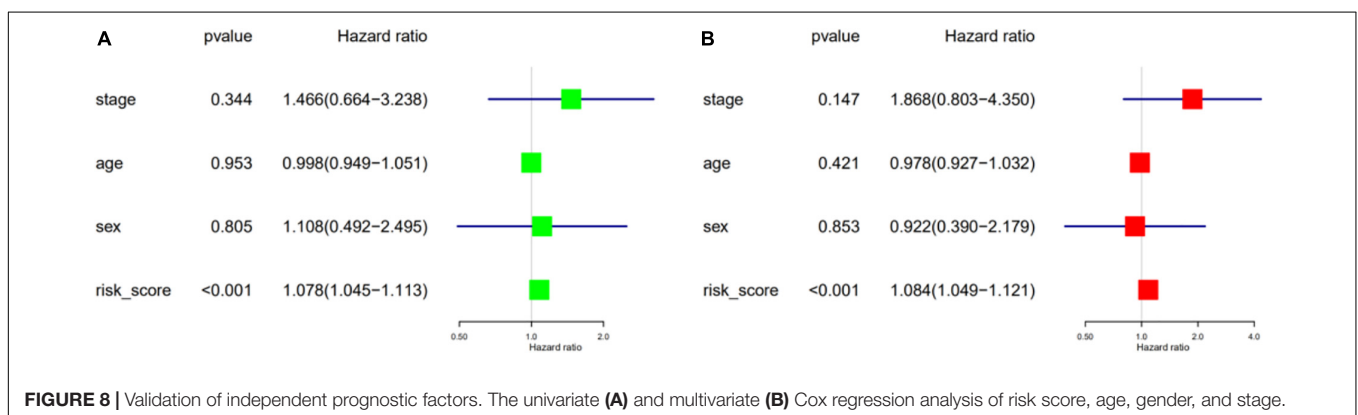 A pvalue Hazard ratio
stage 0.344 1.466(0.664−3.238)
age 0.953 0.998(0.949−1.051)
sex 0.805 1.108(0.492−2.495)
risk_score <0.001 1.078(1.045−1.113)
0.50 1.0 2.0
Hazard ratio
B pvalue Hazard ratio
stage 0.147 1.868(0.803−4.350)
age 0.421 0.978(0.927−1.032)
sex 0.853 0.922(0.390−2.179)
risk_score <0.001 1.084(1.049−1.121)
0.50 1.0 2.0 4.0
Hazard ratio
FIGURE 8 | Validation of independent prognostic factors. The univariate (A) and multivariate (B) Cox regression analysis of risk score, age, gender, and stage.